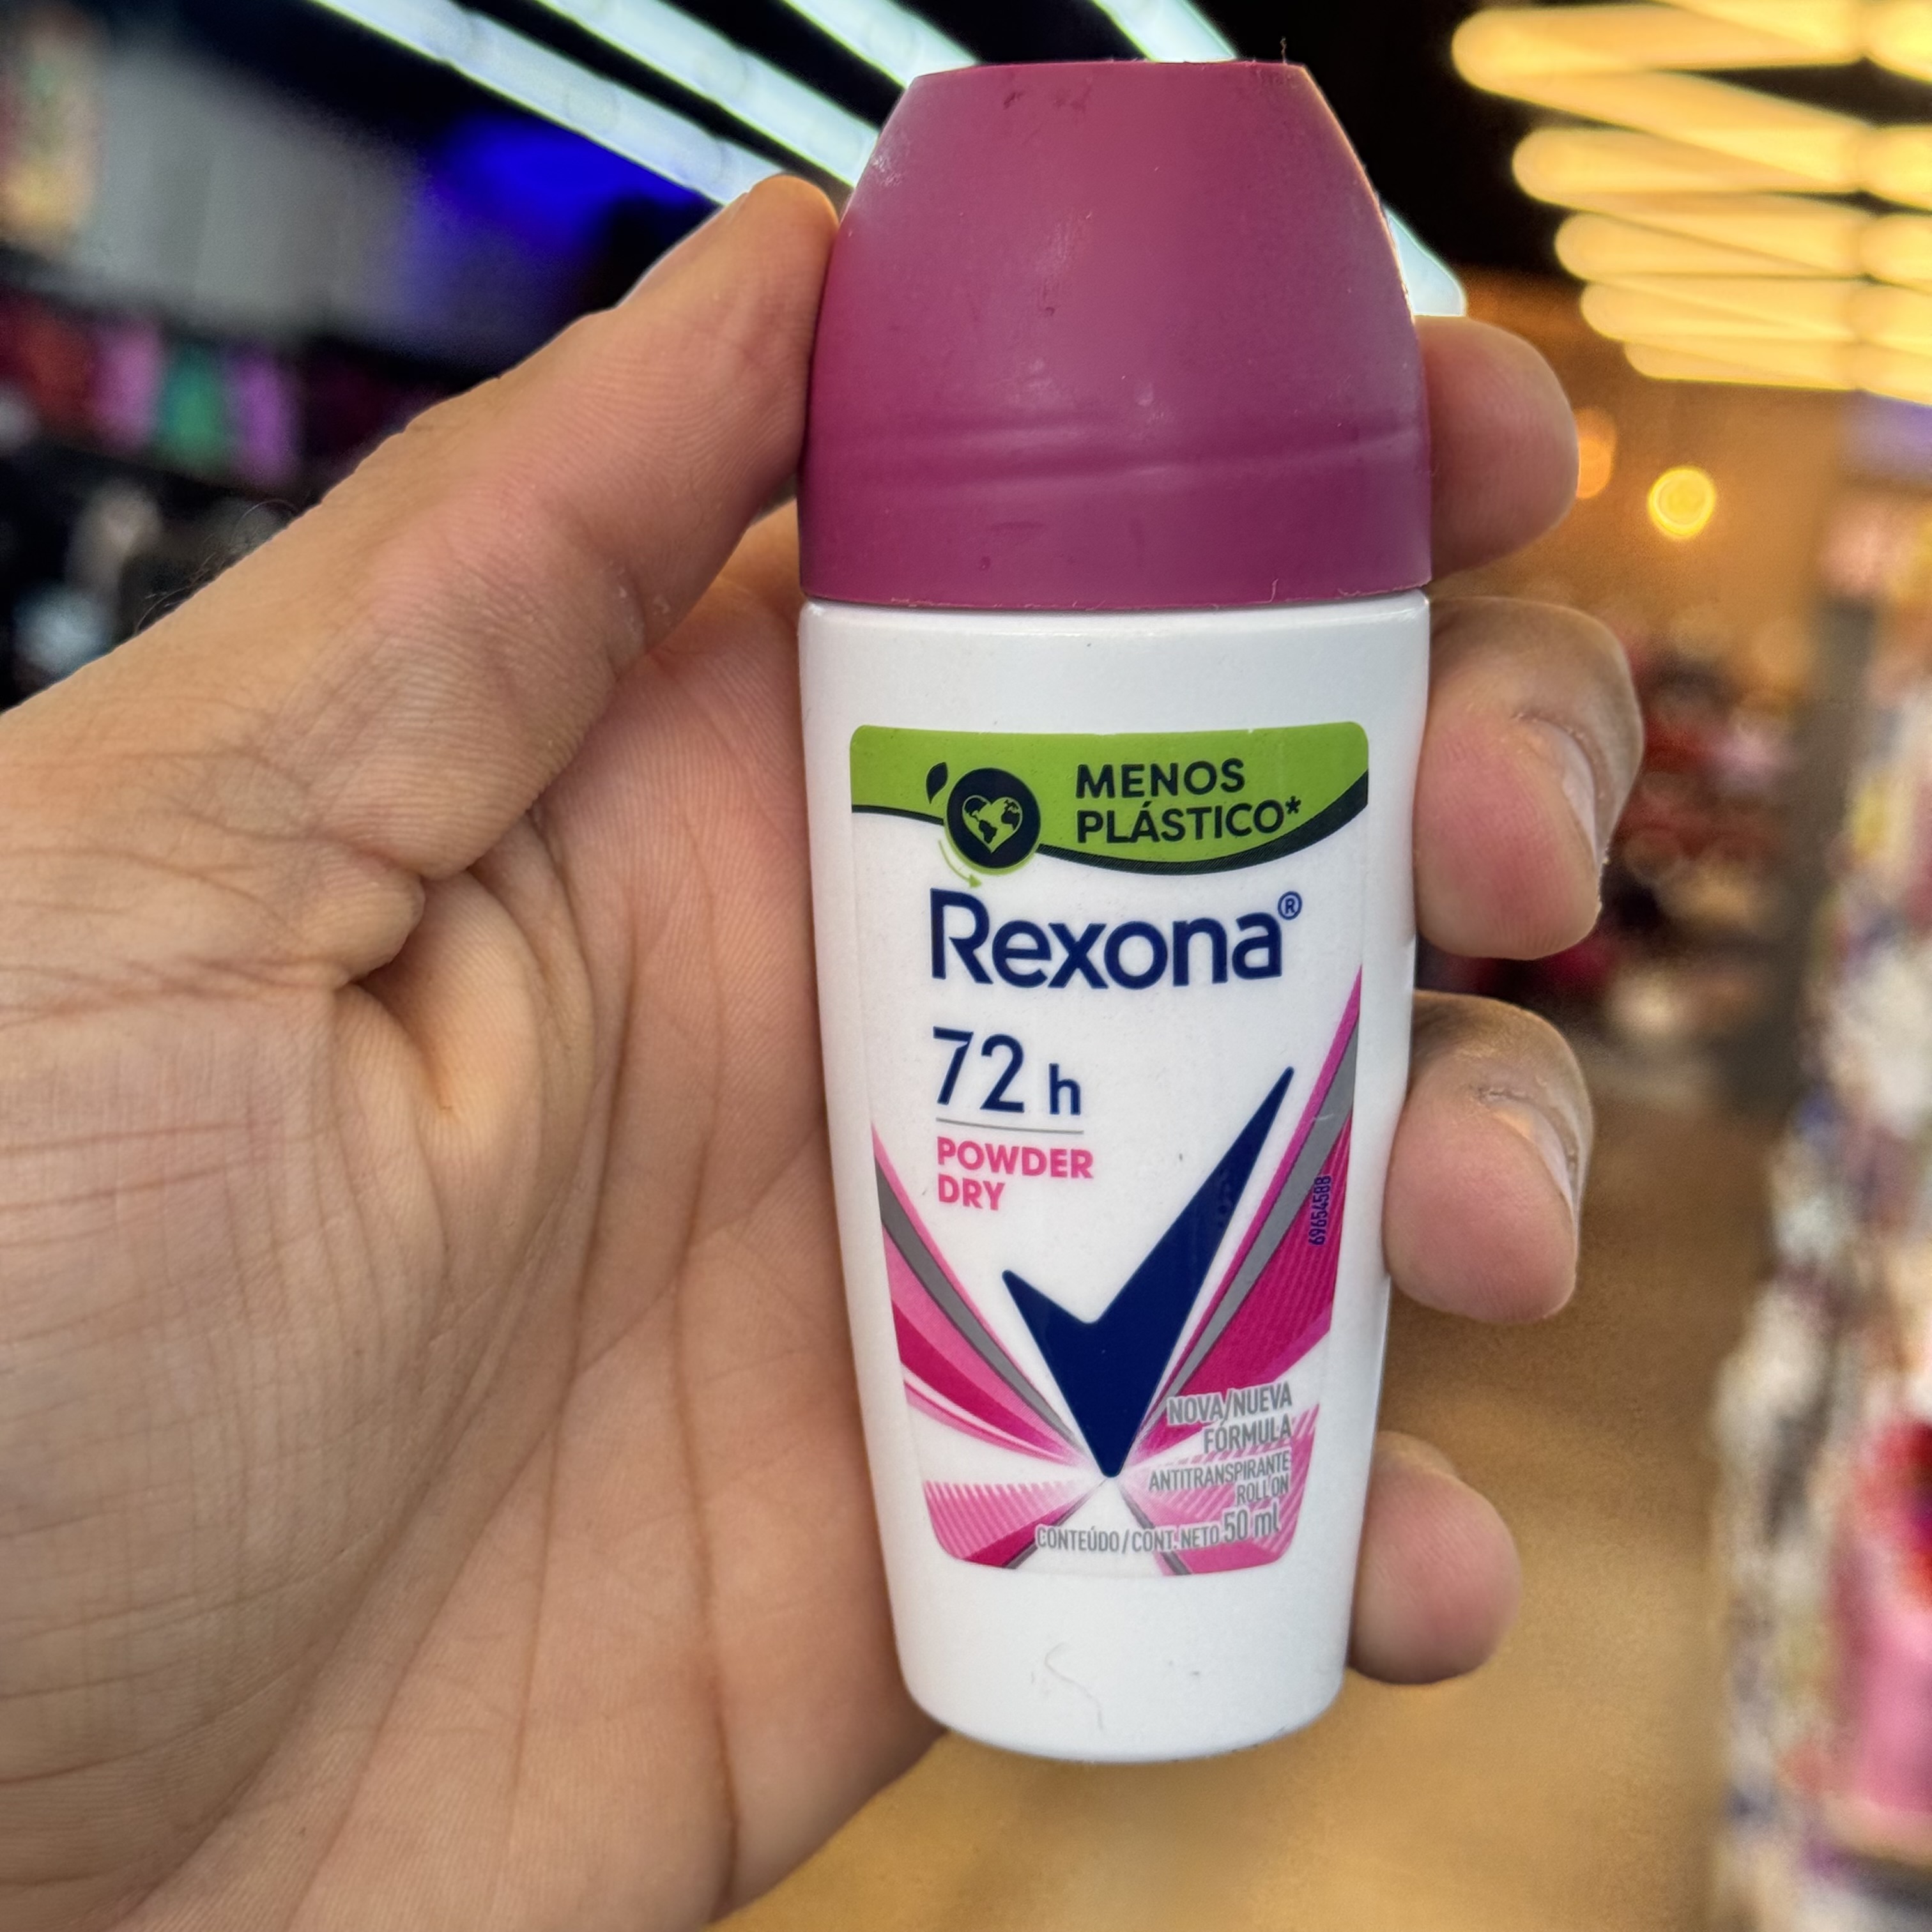 MENOS
PLÁSTICO*
Rexona®
72 h
POWDER
DRY
69654588
NOVA/NUEVA
FÓRMULA
ANTITRANSPIRANTE
ROLL ON
CONTEÚDO/CONT. NETO 50 ml